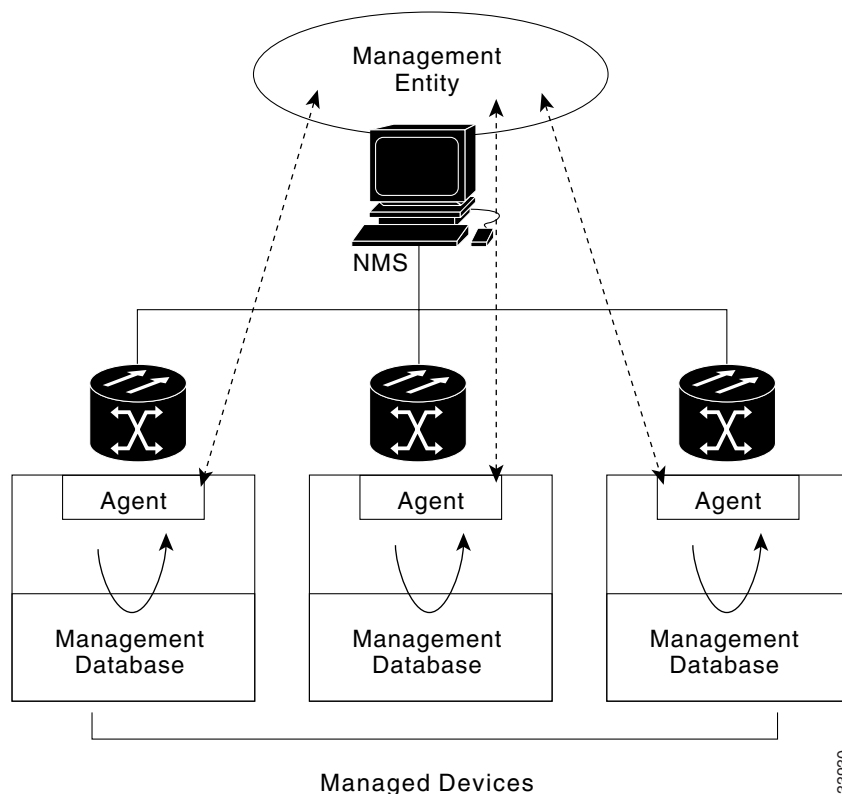 Management
Entity
NMS
Agent
Agent
Agent
Management
Database
Management
Database
Management
Database
Managed Devices